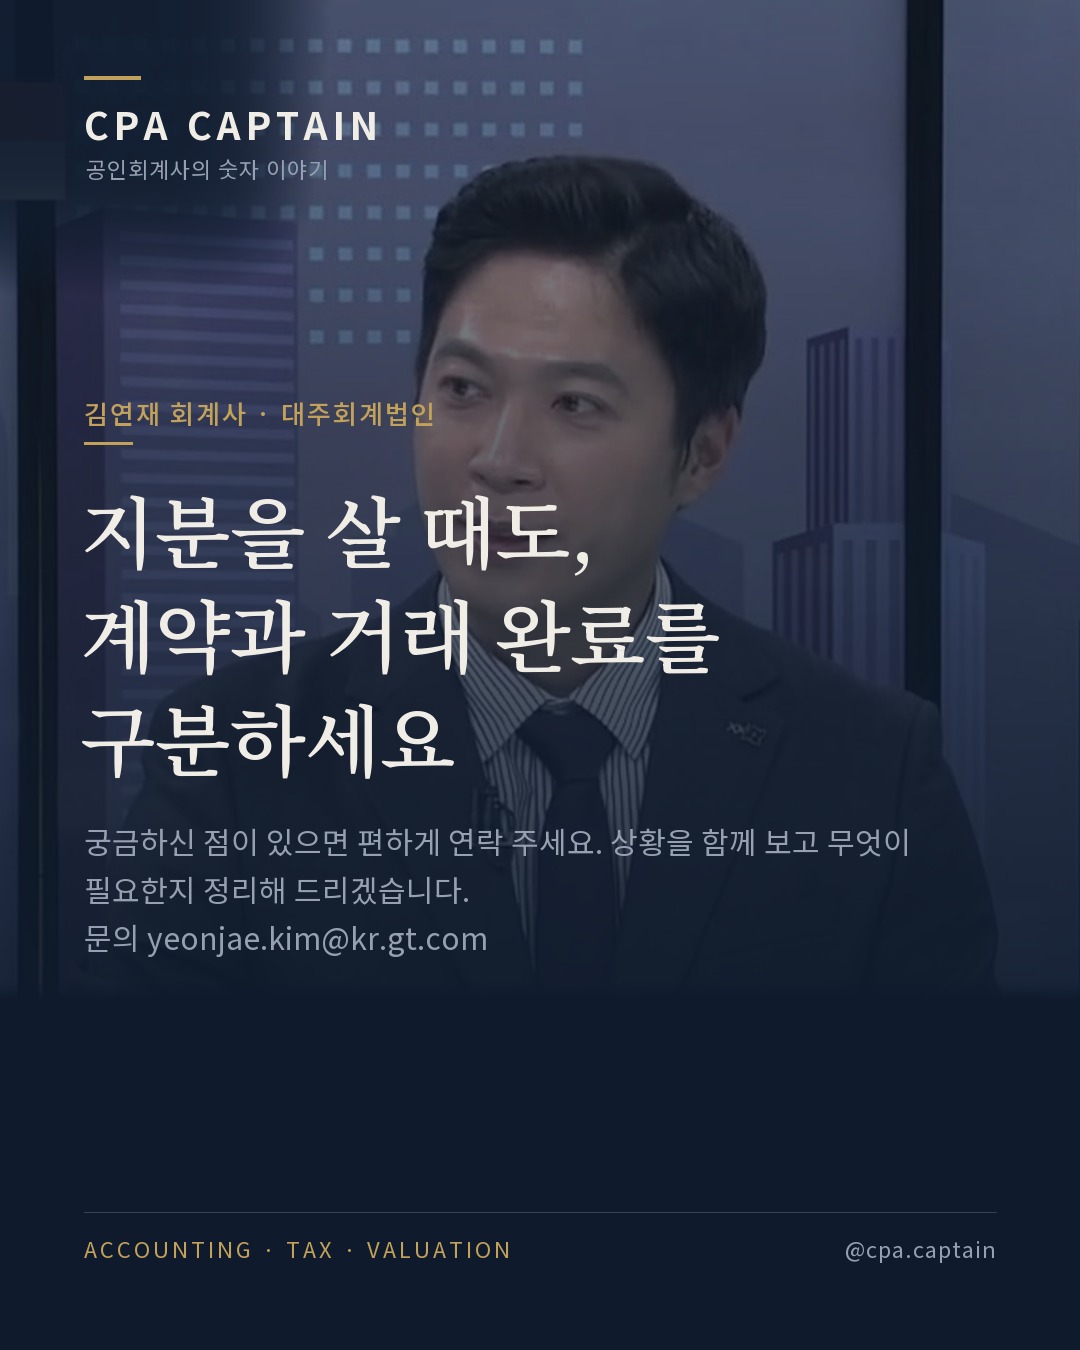 CPA CAPTAIN
공인회계사의 숫자 이야기
김연재 회계사 · 대주회계법인
지분을 살 때도,
계약과 거래 완료를
구분하세요
궁금하신 점이 있으면 편하게 연락 주세요. 상황을 함께 보고 무엇이
필요한지 정리해 드리겠습니다.
문의 yeonjae.kim@kr.gt.com
ACCOUNTING · TAX · VALUATION
@cpa.captain